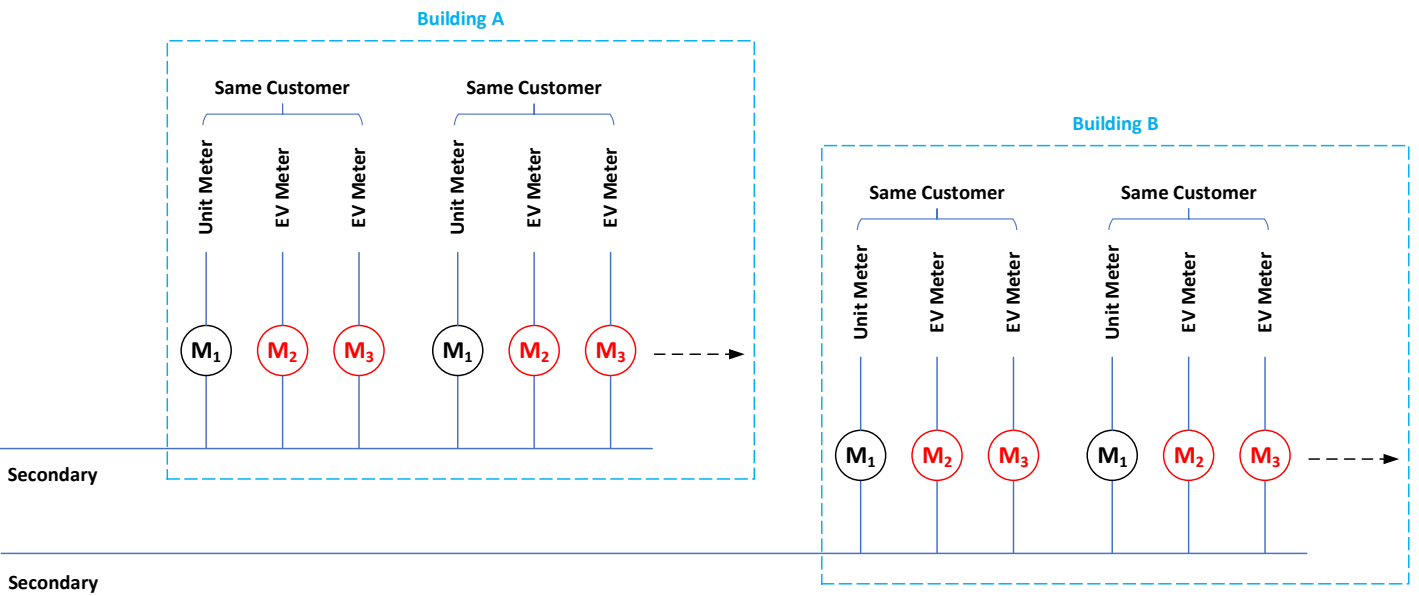 Building A
Same Customer
Same Customer
Unit Meter
EV Meter
EV Meter
Unit Meter
EV Meter
EV Meter
M₁
M₂
M₃
M₁
M₂
M₃
Secondary
Building B
Same Customer
Same Customer
Unit Meter
EV Meter
EV Meter
Unit Meter
EV Meter
EV Meter
M₁
M₂
M₃
M₁
M₂
M₃
Secondary